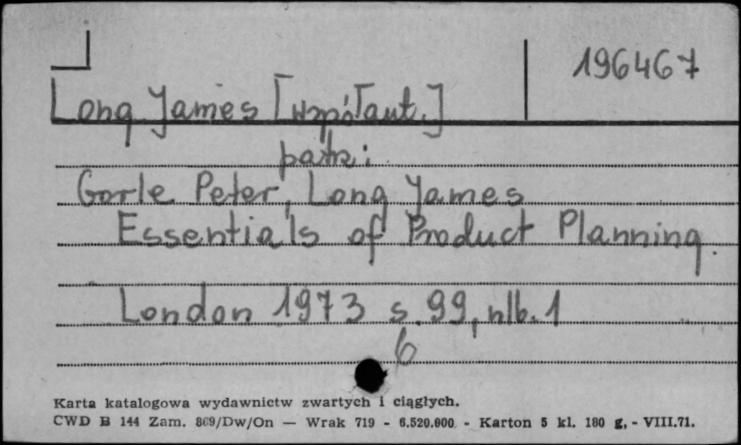 196467
Long James [współaut.]
patrz:
Gorle Peter, Long James
Essentials of Product Planning.
London 1973 s. 99, nlb. 1
6
Karta katalogowa wydawnictw zwartych i ciągłych.
CWD B 144 Zam. 869/Dw/On — Wrak 719 - 6.520.000 - Karton 5 kl. 180 g, - VIII.71.